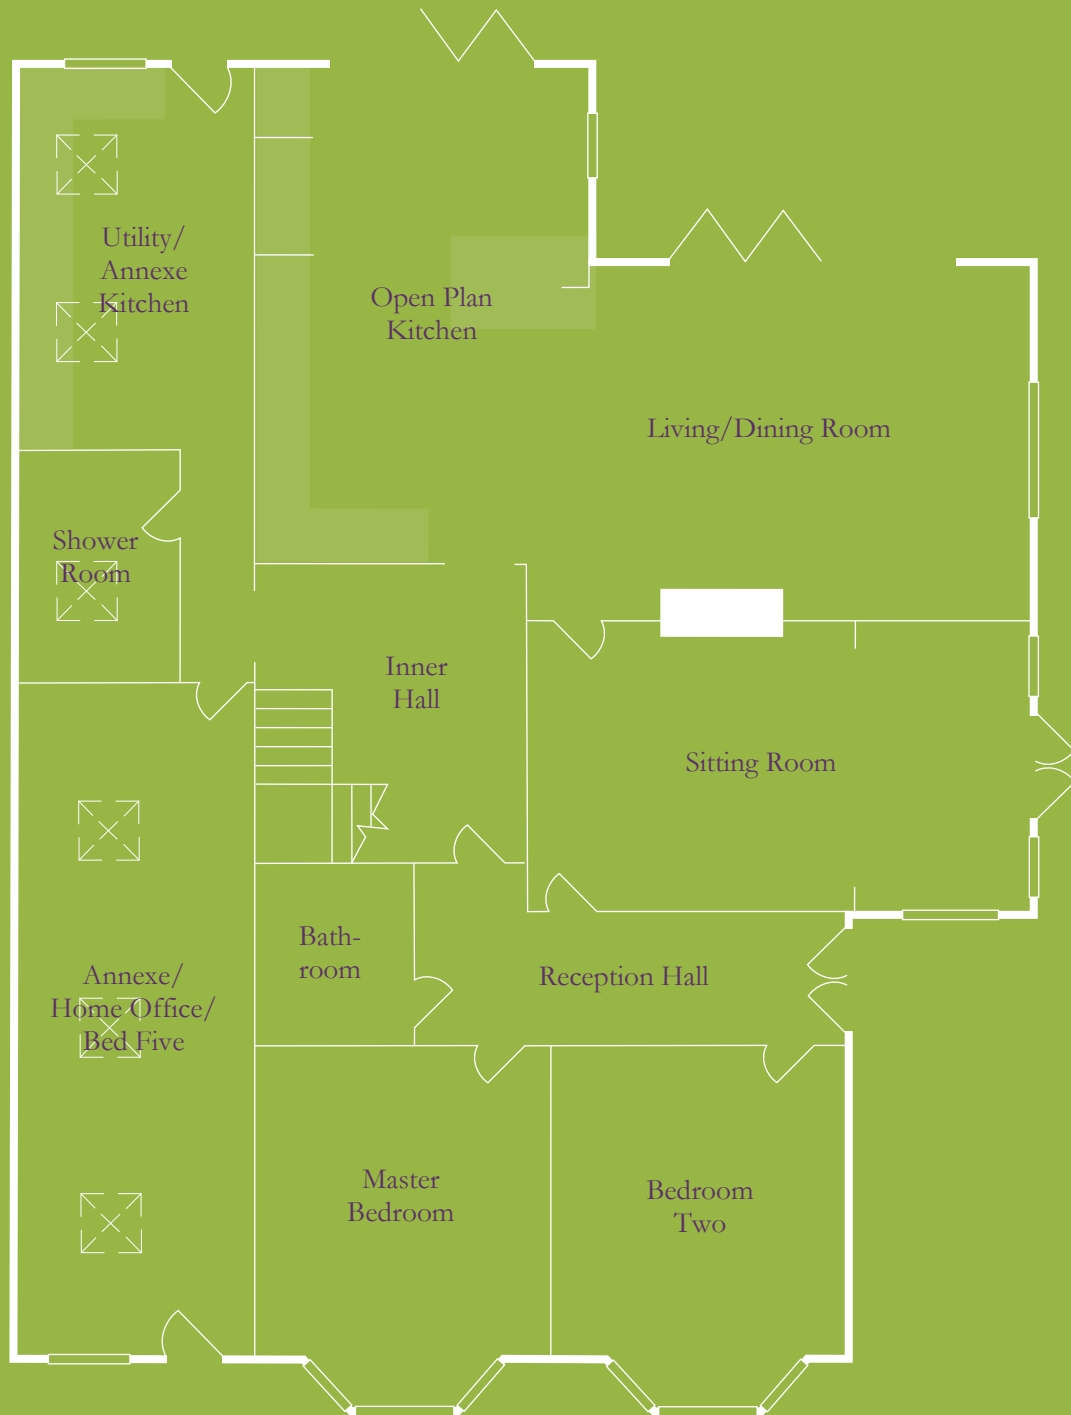 Utility/
Annexe
Kitchen
Open Plan
Kitchen
Living/Dining Room
Shower
Room
Inner
Hall
Sitting Room
Bath-
room
Reception Hall
Annexe/
Home Office/
Bed Five
Master
Bedroom
Bedroom
Two